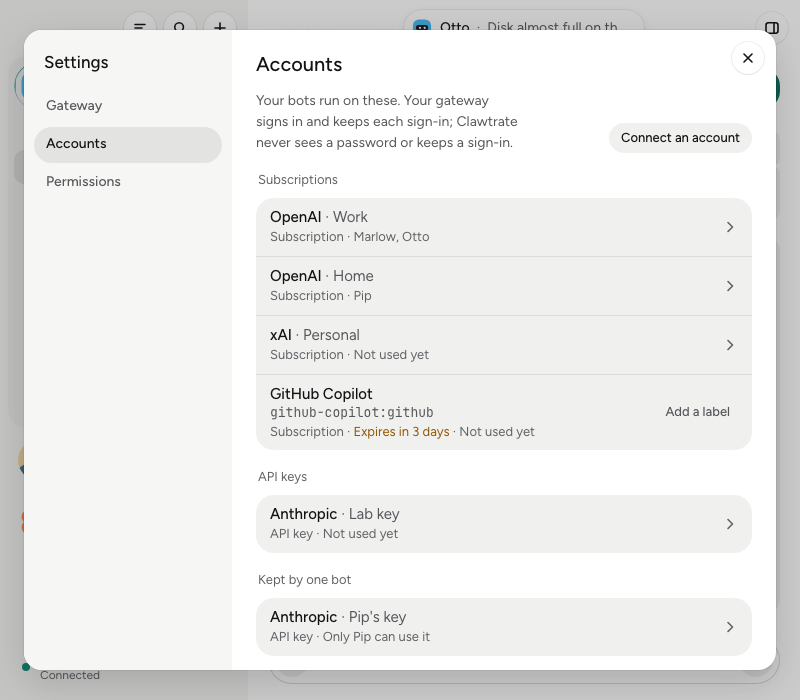 Otto · Disk almost full on th
Settings
Gateway
Accounts
Permissions
Accounts
Your bots run on these. Your gateway
signs in and keeps each sign-in; Clawtrate
never sees a password or keeps a sign-in.
Connect an account
Subscriptions
OpenAI · Work
Subscription · Marlow, Otto
OpenAI · Home
Subscription · Pip
xAI · Personal
Subscription · Not used yet
GitHub Copilot
github-copilot:github
Subscription · Expires in 3 days · Not used yet
Add a label
API keys
Anthropic · Lab key
API key · Not used yet
Kept by one bot
Anthropic · Pip's key
API key · Only Pip can use it
Connected